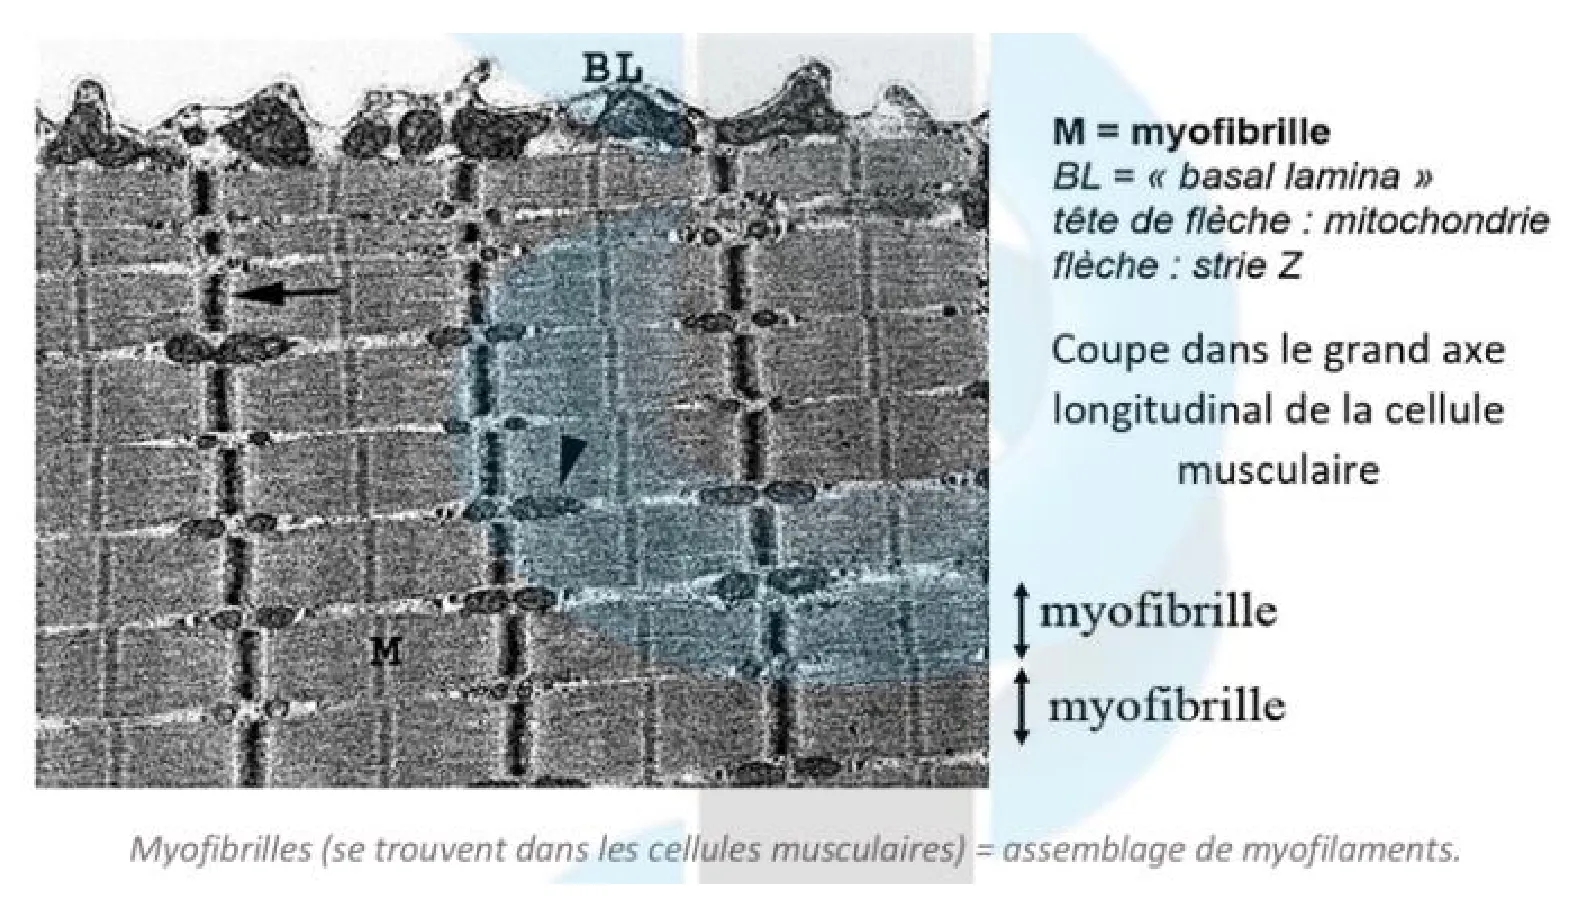 BL
M = myofibrille
BL = « basal lamina »
tête de flèche : mitochondrie
flèche : strie Z
Coupe dans le grand axe
longitudinal de la cellule
musculaire
myofibrille
M
myofibrille
Myofibrilles (se trouvent dans les cellules musculaires) = assemblage de myofilaments.